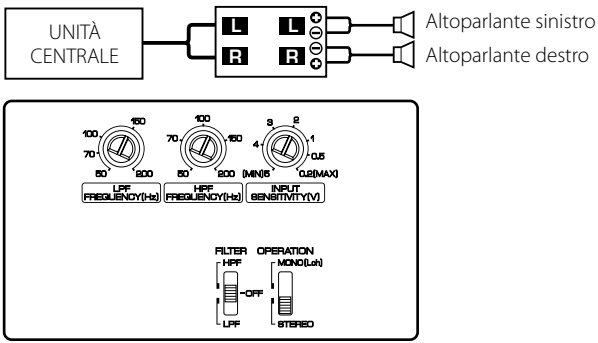 UNITÀ
CENTRALE
L L
R R
Altoparlante sinistro
Altoparlante destro
50 70 100 150 200
LPF
FREQUENCY(Hz)
50 70 100 150 200
HPF
FREQUENCY(Hz)
(MIN)5 4 3 2 1 0.5 0.2(MAX)
INPUT
SENSITIVITY(V)
FILTER OPERATION
HPF MONO(Lch)
OFF
LPF STEREO